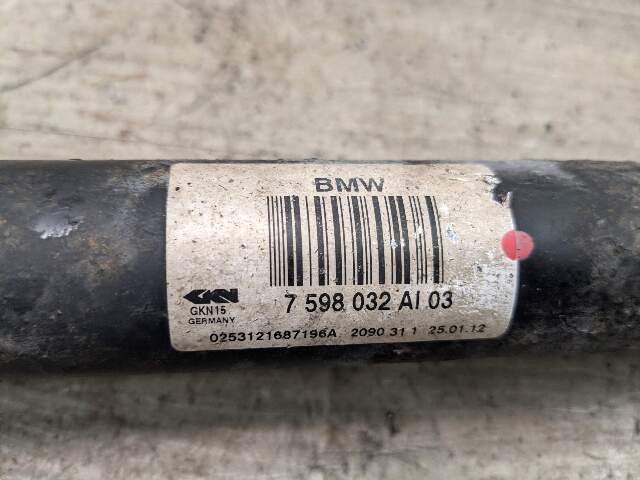 BMW
7 598 032 AI 03
GKN
GKN15
GERMANY
0253121687196A 2090 31 1 25.01.12